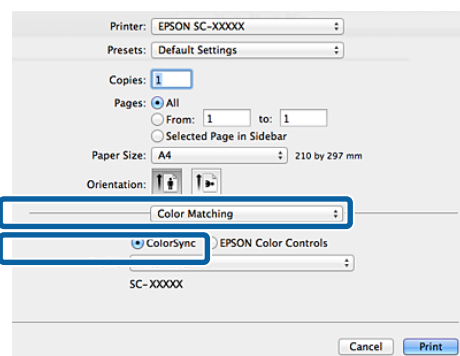 Printer: EPSON SC-XXXXX
Presets: Default Settings
Copies: 1
Pages: All
From: 1 to: 1
Selected Page in Sidebar
Paper Size: A4 210 by 297 mm
Orientation:
Color Matching
ColorSync EPSON Color Controls
SC-XXXXX
Cancel Print